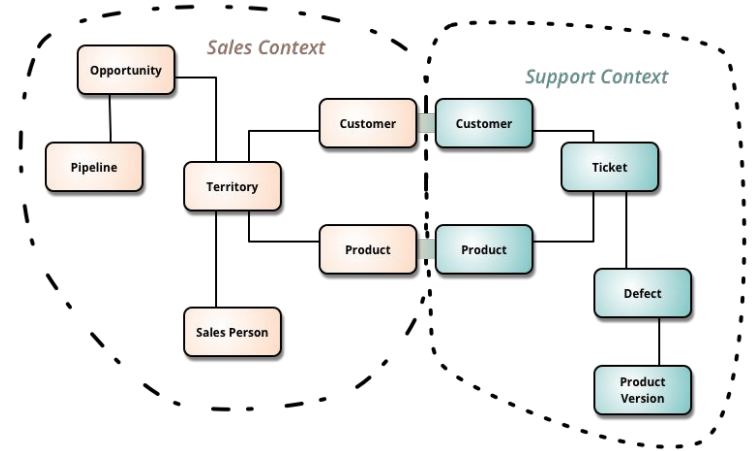 Sales Context
Support Context
Opportunity
Customer
Customer
Pipeline
Ticket
Territory
Product
Product
Defect
Sales Person
Product
Version